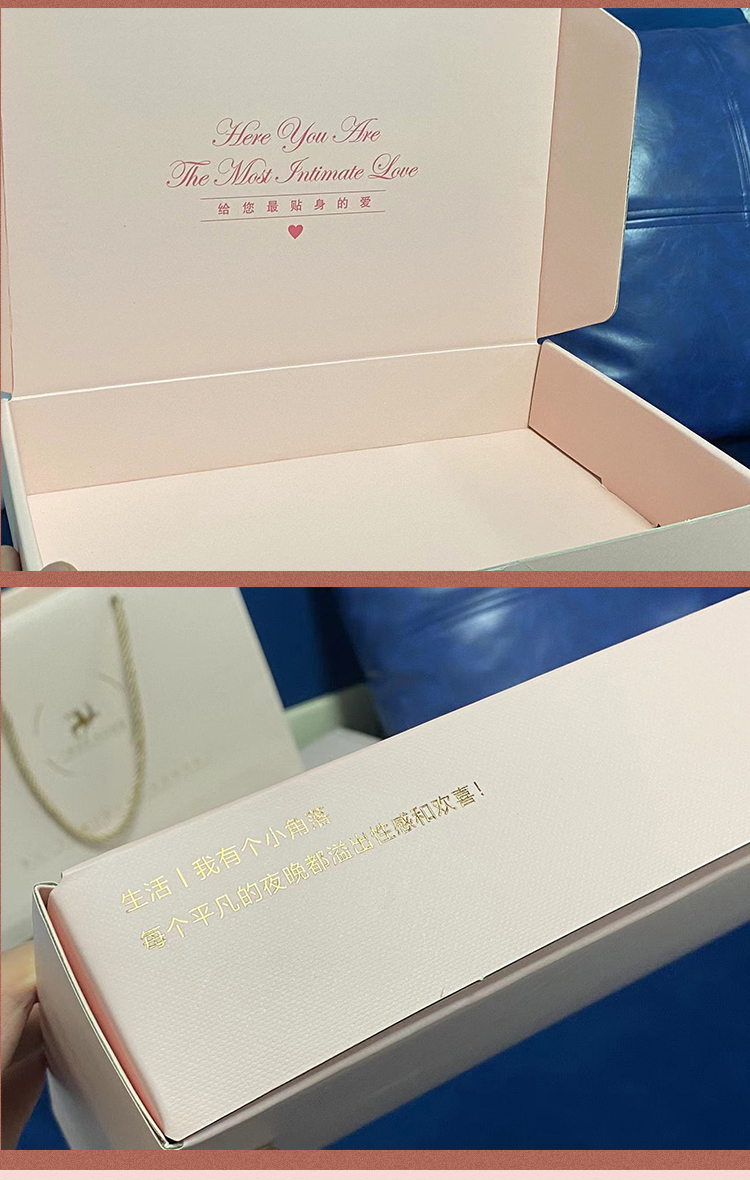 Here You Are
The Most Intimate Love
给您最贴身的爱
生活丨我有个小角落
每个平凡的夜晚都溢出性感和欢喜!